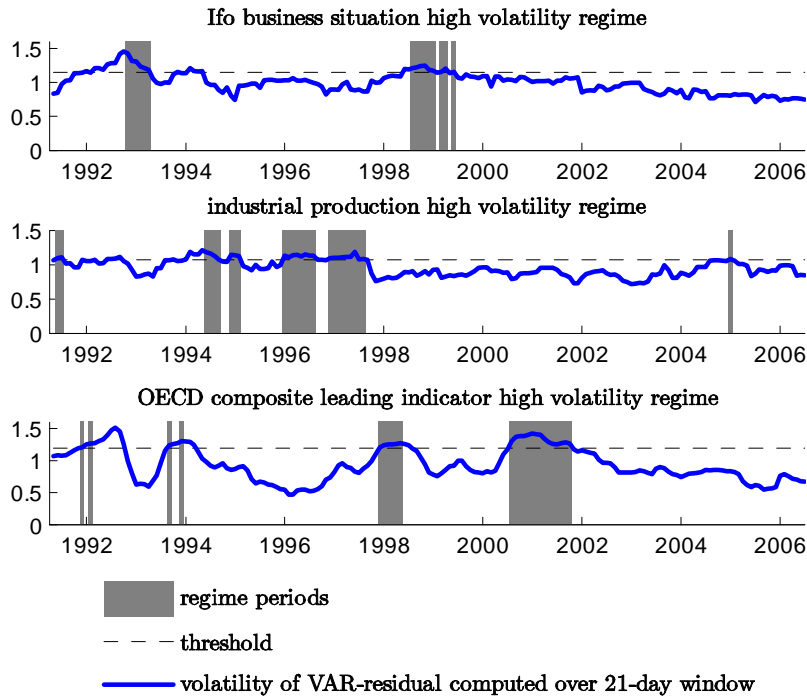 Ifo business situation high volatility regime
1.5
1
0.5
0
1992 1994 1996 1998 2000 2002 2004 2006
industrial production high volatility regime
1.5
1
0.5
0
1992 1994 1996 1998 2000 2002 2004 2006
OECD composite leading indicator high volatility regime
1.5
1
0.5
0
1992 1994 1996 1998 2000 2002 2004 2006
regime periods
threshold
volatility of VAR-residual computed over 21-day window